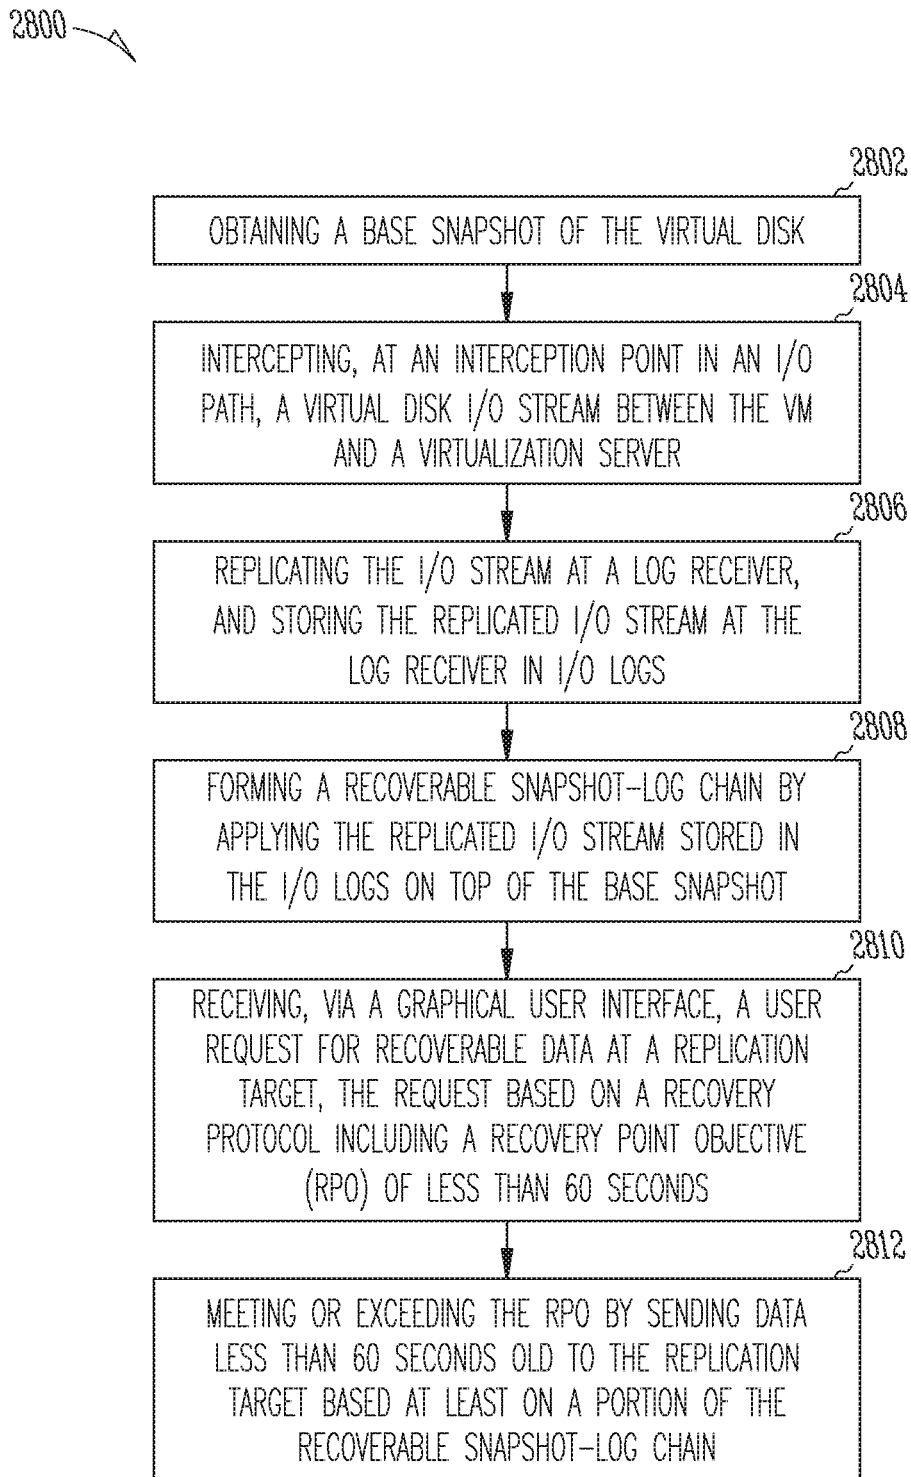 2800
2802
OBTAINING A BASE SNAPSHOT OF THE VIRTUAL DISK
2804
INTERCEPTING, AT AN INTERCEPTION POINT IN AN I/O
PATH, A VIRTUAL DISK I/O STREAM BETWEEN THE VM
AND A VIRTUALIZATION SERVER
2806
REPLICATING THE I/O STREAM AT A LOG RECEIVER,
AND STORING THE REPLICATED I/O STREAM AT THE
LOG RECEIVER IN I/O LOGS
2808
FORMING A RECOVERABLE SNAPSHOT-LOG CHAIN BY
APPLYING THE REPLICATED I/O STREAM STORED IN
THE I/O LOGS ON TOP OF THE BASE SNAPSHOT
2810
RECEIVING, VIA A GRAPHICAL USER INTERFACE, A USER
REQUEST FOR RECOVERABLE DATA AT A REPLICATION
TARGET, THE REQUEST BASED ON A RECOVERY
PROTOCOL INCLUDING A RECOVERY POINT OBJECTIVE
(RPO) OF LESS THAN 60 SECONDS
2812
MEETING OR EXCEEDING THE RPO BY SENDING DATA
LESS THAN 60 SECONDS OLD TO THE REPLICATION
TARGET BASED AT LEAST ON A PORTION OF THE
RECOVERABLE SNAPSHOT-LOG CHAIN